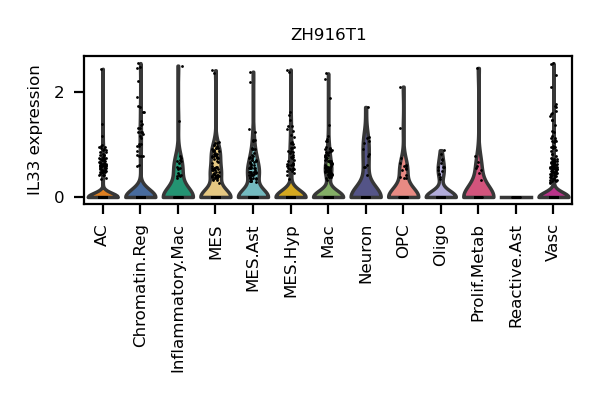 ZH916T1
IL33 expression
2
0
AC
Chromatin.Reg
Inflammatory.Mac
MES
MES.Ast
MES.Hyp
Mac
Neuron
OPC
Oligo
Prolif.Metab
Reactive.Ast
Vasc